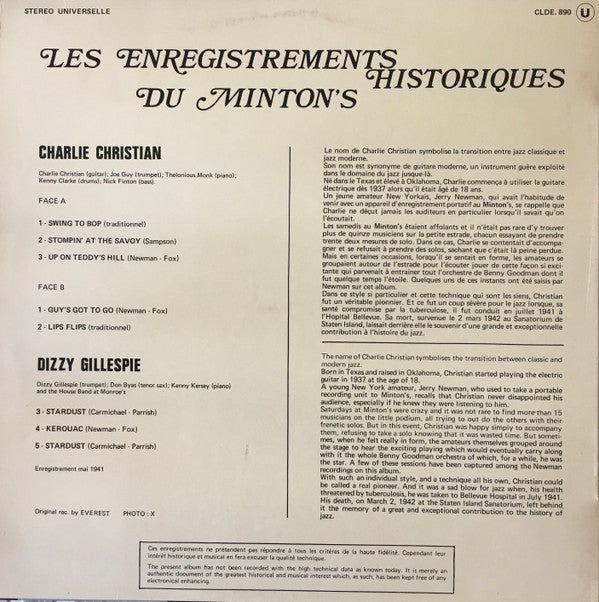 STEREO UNIVERSELLE
CLDE. 890 U
LES ENREGISTREMENTS
HISTORIQUES
DU MINTON'S
CHARLIE CHRISTIAN
Charlie Christian (guitar); Joe Guy (trumpet); Thelonious Monk (piano);
Kenny Clarke (drums); Nick Finton (bass).
FACE A
1 - SWING TO BOP (traditionnel)
2 - STOMPIN' AT THE SAVOY (Sampson)
3 - UP ON TEDDY'S HILL (Newman - Fox)
FACE B
1 - GUY'S GOT TO GO (Newman - Fox)
2 - LIPS FLIPS (traditionnel)
DIZZY GILLESPIE
Dizzy Gillespie (trumpet); Don Byas (tenor sax); Kenny Kersey (piano)
and the House Band at Monroe's
3 - STARDUST (Carmichael - Parrish)
4 - KEROUAC (Newman - Fox)
5 - STARDUST (Carmichael - Parrish)
Enregistrement mai 1941
Original rec. by EVEREST PHOTO : X
Le nom de Charlie Christian symbolise la transition entre jazz classique et
jazz moderne.
Son nom est synonyme de guitare moderne, un instrument guère exploité
dans le domaine du jazz jusque-là.
Né dans le Texas et élevé à Oklahoma, Charlie commença à utiliser la guitare
électrique dès 1937 alors qu'il était âgé de 18 ans.
Un jeune amateur New Yorkais, Jerry Newman, qui avait l'habitude de
venir avec un appareil d'enregistrement portatif au Minton's, se rappelle que
Charlie ne déçut jamais les auditeurs en particulier lorsqu'il savait qu'on
l'écoutait.
Les samedis au Minton's étaient affolants et il n'était pas rare d'y trouver
plus de quinze musiciens sur la petite estrade, chacun essayant de prendre
trente deux mesures de solo. Dans ce cas, Charlie se contentait d'accompa-
gner et se refusait à prendre des solos, sachant que c'était là peine perdue.
Mais en certaines occasions, lorsqu'il se sentait en forme, les amateurs se
groupaient autour de l'estrade pour l'écouter jouer de cette façon si exci-
tante qui parvenait à entraîner tout l'orchestre de Benny Goodman dont il
fut quelque temps l'étoile. Quelques uns de ces instants ont été saisis par
Newman sur cet album.
Dans ce style si particulier et cette technique qui sont les siens, Christian
fut un véritable pionnier. Et ce fut un coup sévère pour le jazz lorsque, sa
santé compromise par la tuberculose, il fut conduit en juillet 1941 à
l'Hopital Bellevue. Sa mort, survenue le 2 mars 1942 au Sanatorium de
Staten Island, laissait derrière elle le souvenir d'une grande et exceptionnelle
contribution à l'histoire du jazz.
The name of Charlie Christian symbolises the transition between classic and
modern jazz.
Born in Texas and raised in Oklahoma, Christian started playing the electric
guitar in 1937 at the age of 18.
A young New York amateur, Jerry Newman, who used to take a portable
recording unit to Minton's, recalls that Christian never disappointed his
audience, especially if he knew they were listening to him.
Saturdays at Minton's were crazy and it was not rare to find more than 15
musicians on the little podium, all trying to out do the others with their
frenetic solos. But in this event, Christian was happy simply to accompany
them, refusing to take a solo knowing that it was wasted time. But someti-
mes, when he felt really in form, the amateurs themselves grouped around
the stage to hear the exciting playing which would eventually carry along
with it the whole Benny Goodman orchestra of which, for a while, he was
the star. A few of these sessions have been captured among the Newman
recordings on this album.
With such an individual style, and a technique all his own, Christian could
be called a real pioneer. And it was a sad blow for jazz when, his health
threatened by tuberculosis, he was taken to Bellevue Hospital in July 1941.
His death, on March 2, 1942 at the Staten Island Sanatorium, left behind
it the memory of a great and exceptional contribution to the history of
jazz.
Ces enregistrements ne prétendent pas répondre à tous les critères de la haute fidélité. Cependant leur
intérêt historique et musical en fera excuser la qualité technique.
The present album has not been recorded with the high technical data as known today. It is merely an
authentic document of the greatest historical and musical interest which, as such, has been kept free of any
electronical enhancing.